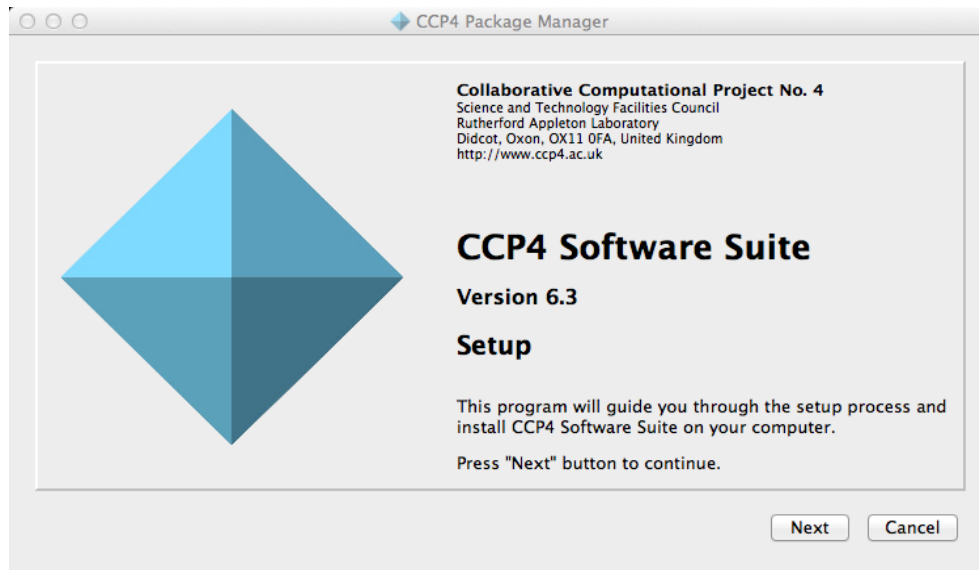 CCP4 Package Manager
Collaborative Computational Project No. 4
Science and Technology Facilities Council
Rutherford Appleton Laboratory
Didcot, Oxon, OX11 0FA, United Kingdom
http://www.ccp4.ac.uk
CCP4 Software Suite
Version 6.3
Setup
This program will guide you through the setup process and
install CCP4 Software Suite on your computer.
Press "Next" button to continue.
Next
Cancel